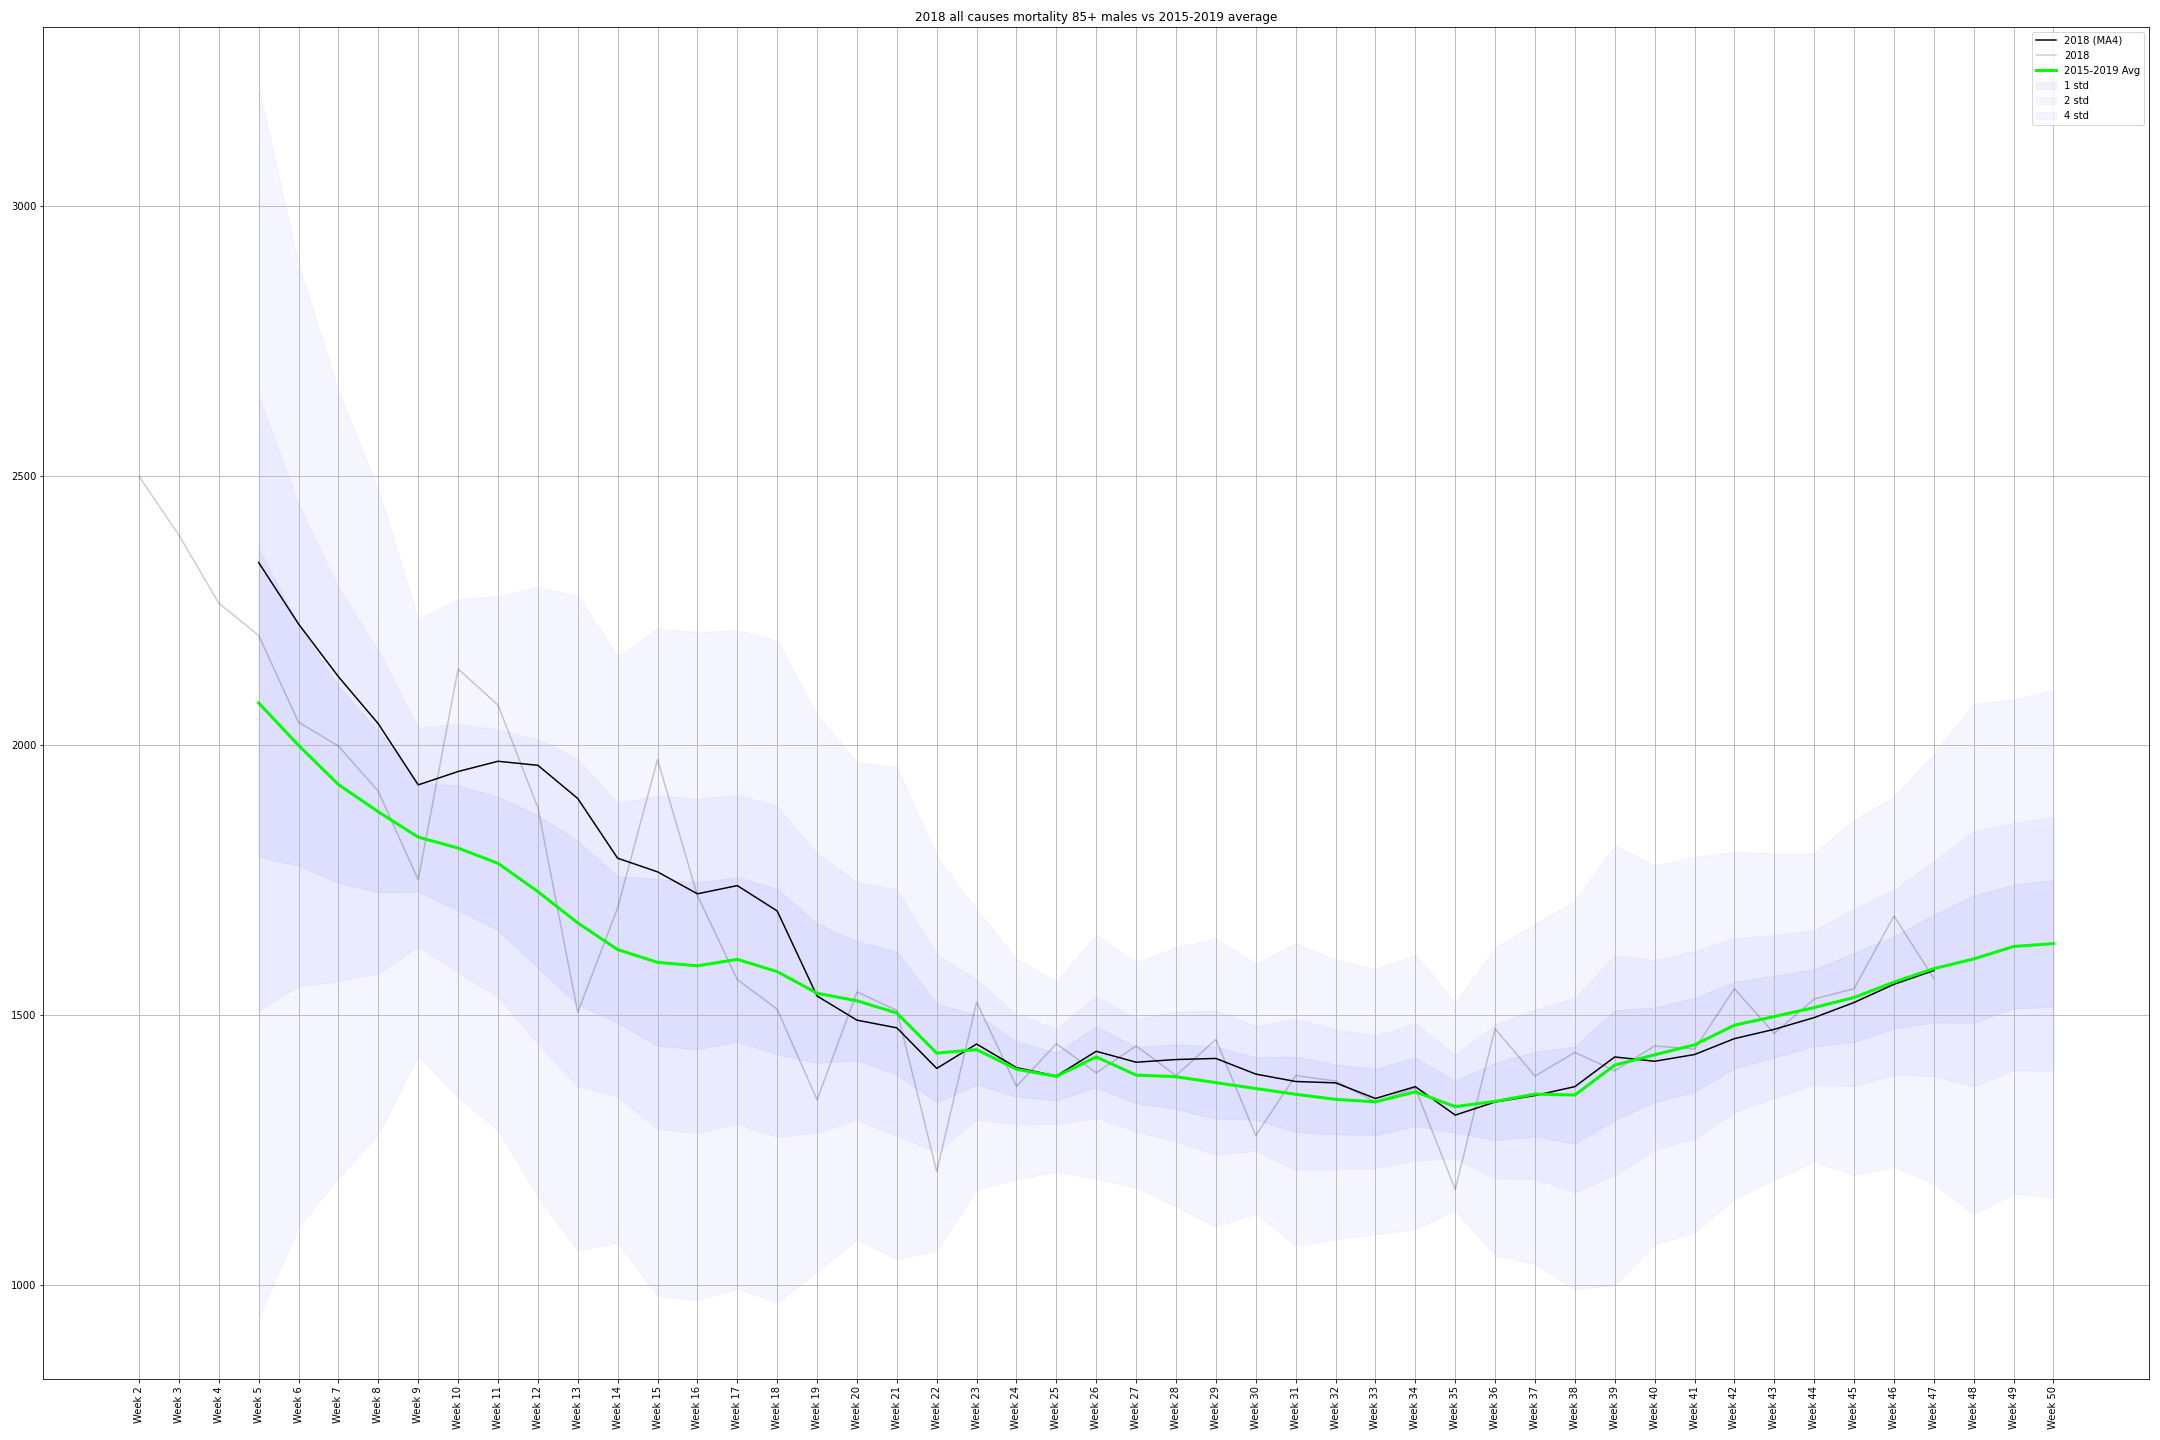 2018 all causes mortality 85+ males vs 2015-2019 average
2018 (MA4)
2018
2015-2019 Avg
1 std
2 std
4 std
3000
2500
2000
1500
1000
Week 2
Week 3
Week 4
Week 5
Week 6
Week 7
Week 8
Week 9
Week 10
Week 11
Week 12
Week 13
Week 14
Week 15
Week 16
Week 17
Week 18
Week 19
Week 20
Week 21
Week 22
Week 23
Week 24
Week 25
Week 26
Week 27
Week 28
Week 29
Week 30
Week 31
Week 32
Week 33
Week 34
Week 35
Week 36
Week 37
Week 38
Week 39
Week 40
Week 41
Week 42
Week 43
Week 44
Week 45
Week 46
Week 47
Week 48
Week 49
Week 50